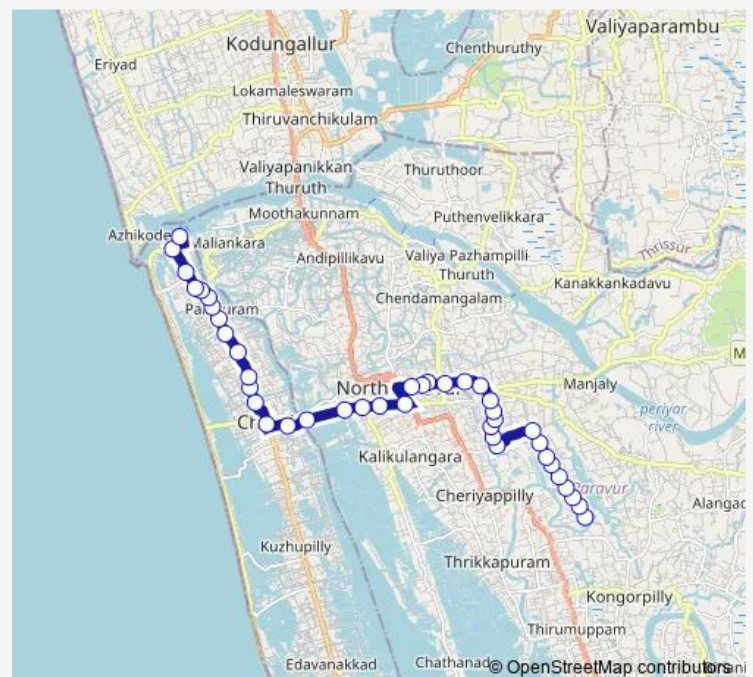 Valiyaparambu
Kodungallur
Chenthuruthy
Eriyad
Lokamaleswaram
Thiruvanchikulam
Valiyapanikkan
Thuruth
Thuruthoor
Moothakunnam
Puthenvelikkara
Azhikode
Maliankara
Andipillikavu
Valiya Pazhampilli
Thuruth
Thrissur
Kanakkankadavu
Chendamangalam
M
North
Manjaly
periyar
river
Ch
Kalikulangara
Paravur
Cheriyappilly
Alangad
Kuzhupilly
Thrikkapuram
Kongorpilly
Thirumuppam
Edavanakkad
Chathanad
© OpenStreetMap contributors